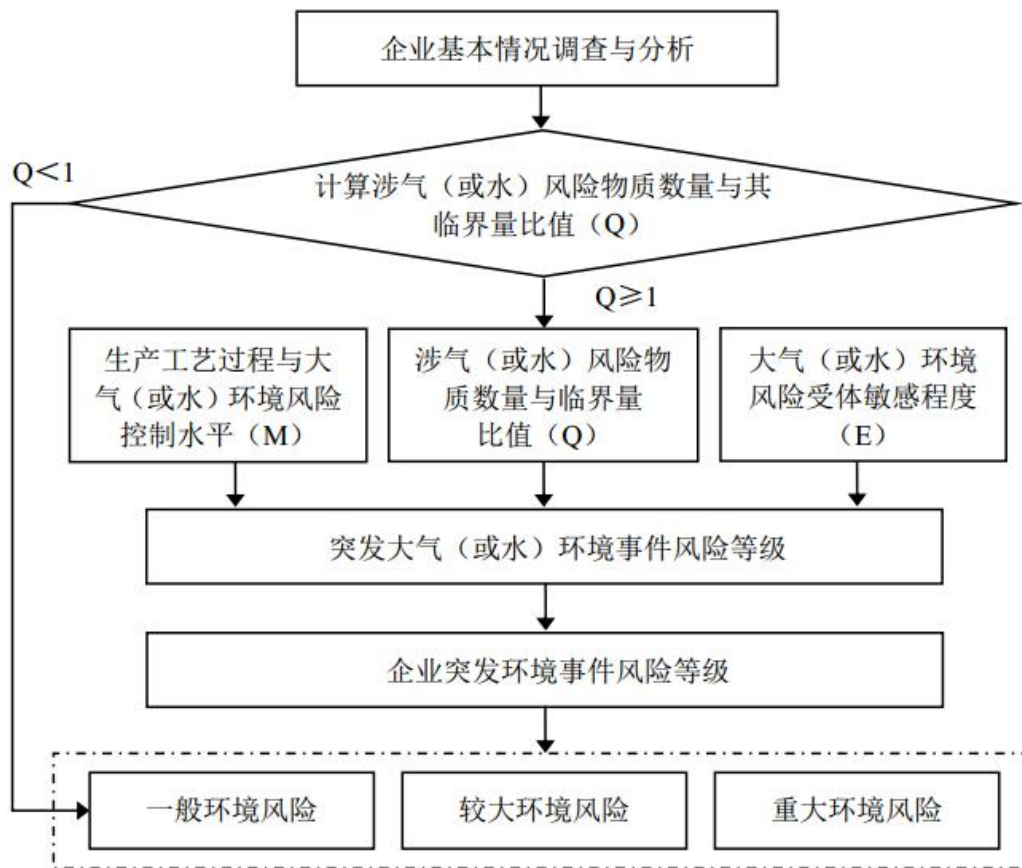 企业基本情况调查与分析
Q＜1
计算涉气（或水）风险物质数量与其
临界量比值（Q）
Q≥1
生产工艺过程与大
气（或水）环境风险
控制水平（M）
涉气（或水）风险物
质数量与临界量
比值（Q）
大气（或水）环境
风险受体敏感程度
（E）
突发大气（或水）环境事件风险等级
企业突发环境事件风险等级
一般环境风险
较大环境风险
重大环境风险